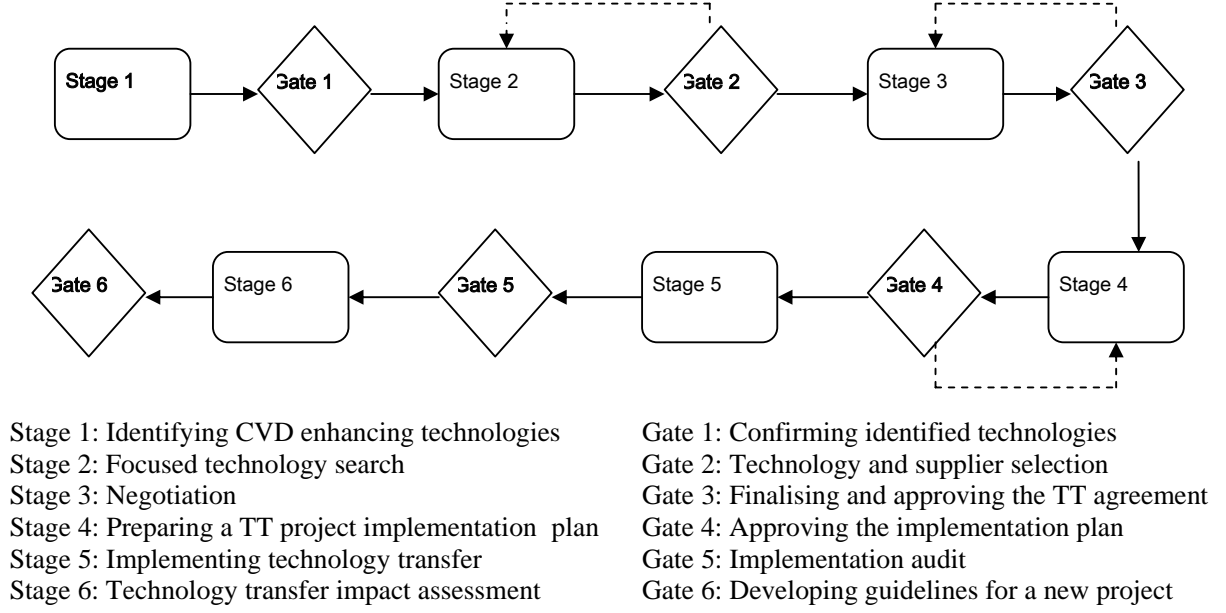 Stage 1
Gate 1
Stage 2
Gate 2
Stage 3
Gate 3
Gate 6
Stage 6
Gate 5
Stage 5
Gate 4
Stage 4
Stage 1: Identifying CVD enhancing technologies
Gate 1: Confirming identified technologies
Stage 2: Focused technology search
Gate 2: Technology and supplier selection
Stage 3: Negotiation
Gate 3: Finalising and approving the TT agreement
Stage 4: Preparing a TT project implementation plan
Gate 4: Approving the implementation plan
Stage 5: Implementing technology transfer
Gate 5: Implementation audit
Stage 6: Technology transfer impact assessment
Gate 6: Developing guidelines for a new project